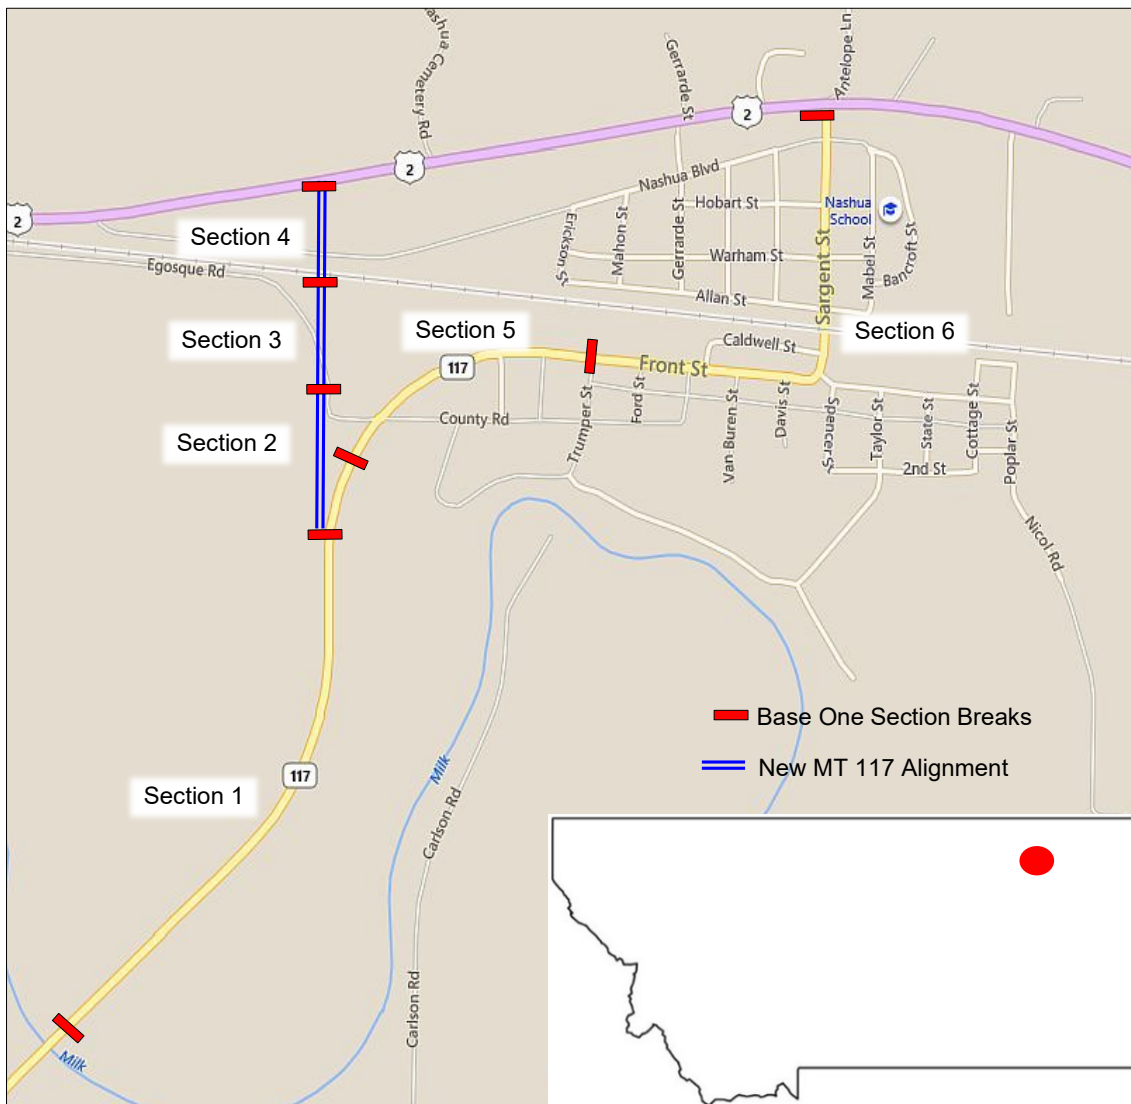 Nashua Cemetery Rd
Gerrarde St
Antelope Ln
2
2
2
Nashua Blvd
Hobart St
Nashua
School
Erickson St
Mahon St
Gerrarde St
Warham St
Sargent St
Mabel St
Bancroft St
Allan St
Section 4
Egosque Rd
Section 3
Section 5
Section 6
117
Front St
Caldwell St
County Rd
Trumper St
Ford St
Van Buren St
Davis St
Spencer S
Taylor St
State St
Cottage St
Poplar St
2nd St
Section 2
Nicol Rd
Base One Section Breaks
New MT 117 Alignment
117
Section 1
Milk
Carlson Rd
Carlson Rd
Milk